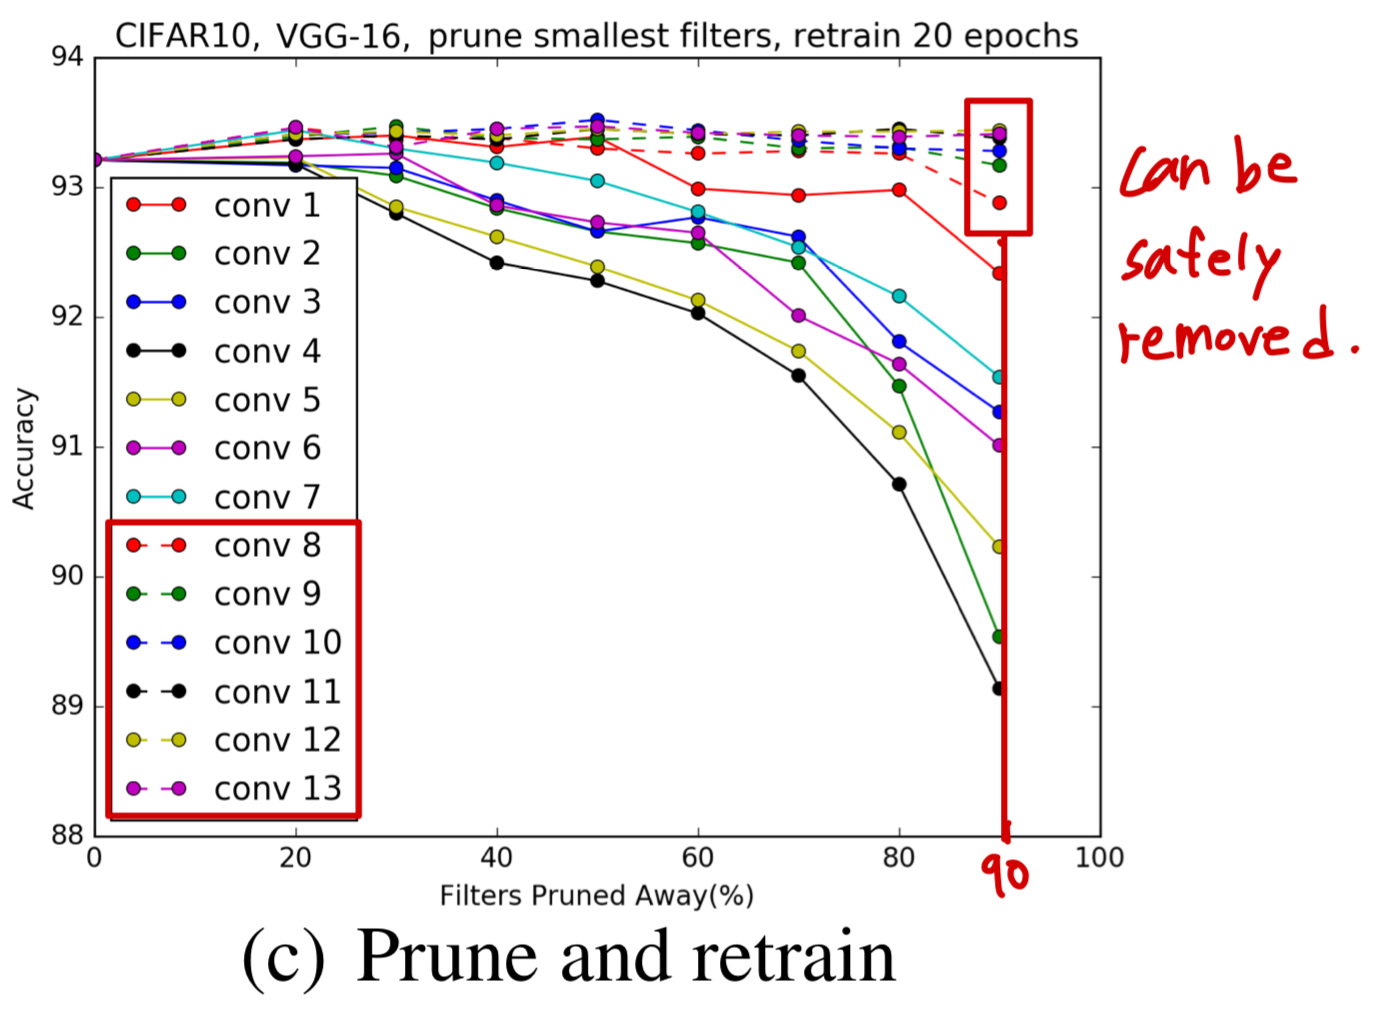 CIFAR10, VGG-16, prune smallest filters, retrain 20 epochs
94
93
92
91
90
89
88
Accuracy
conv 1
conv 2
conv 3
conv 4
conv 5
conv 6
conv 7
conv 8
conv 9
conv 10
conv 11
conv 12
conv 13
can be
safely
removed.
0 20 40 60 80 100
90
Filters Pruned Away(%)
(c) Prune and retrain